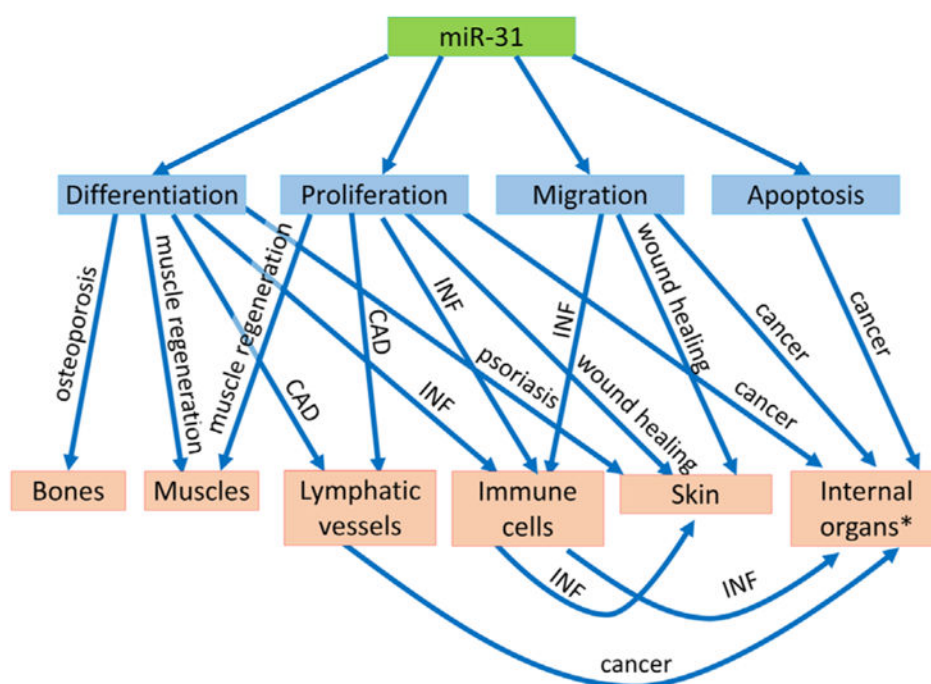 miR-31
Differentiation
Proliferation
Migration
Apoptosis
osteoporosis
muscle regeneration
muscle regeneration
CAD
INF
psoriasis
CAD
INF
wound healing
cancer
INF
wound healing
cancer
cancer
Bones
Muscles
Lymphatic
vessels
Immune
cells
Skin
Internal
organs*
INF
INF
cancer